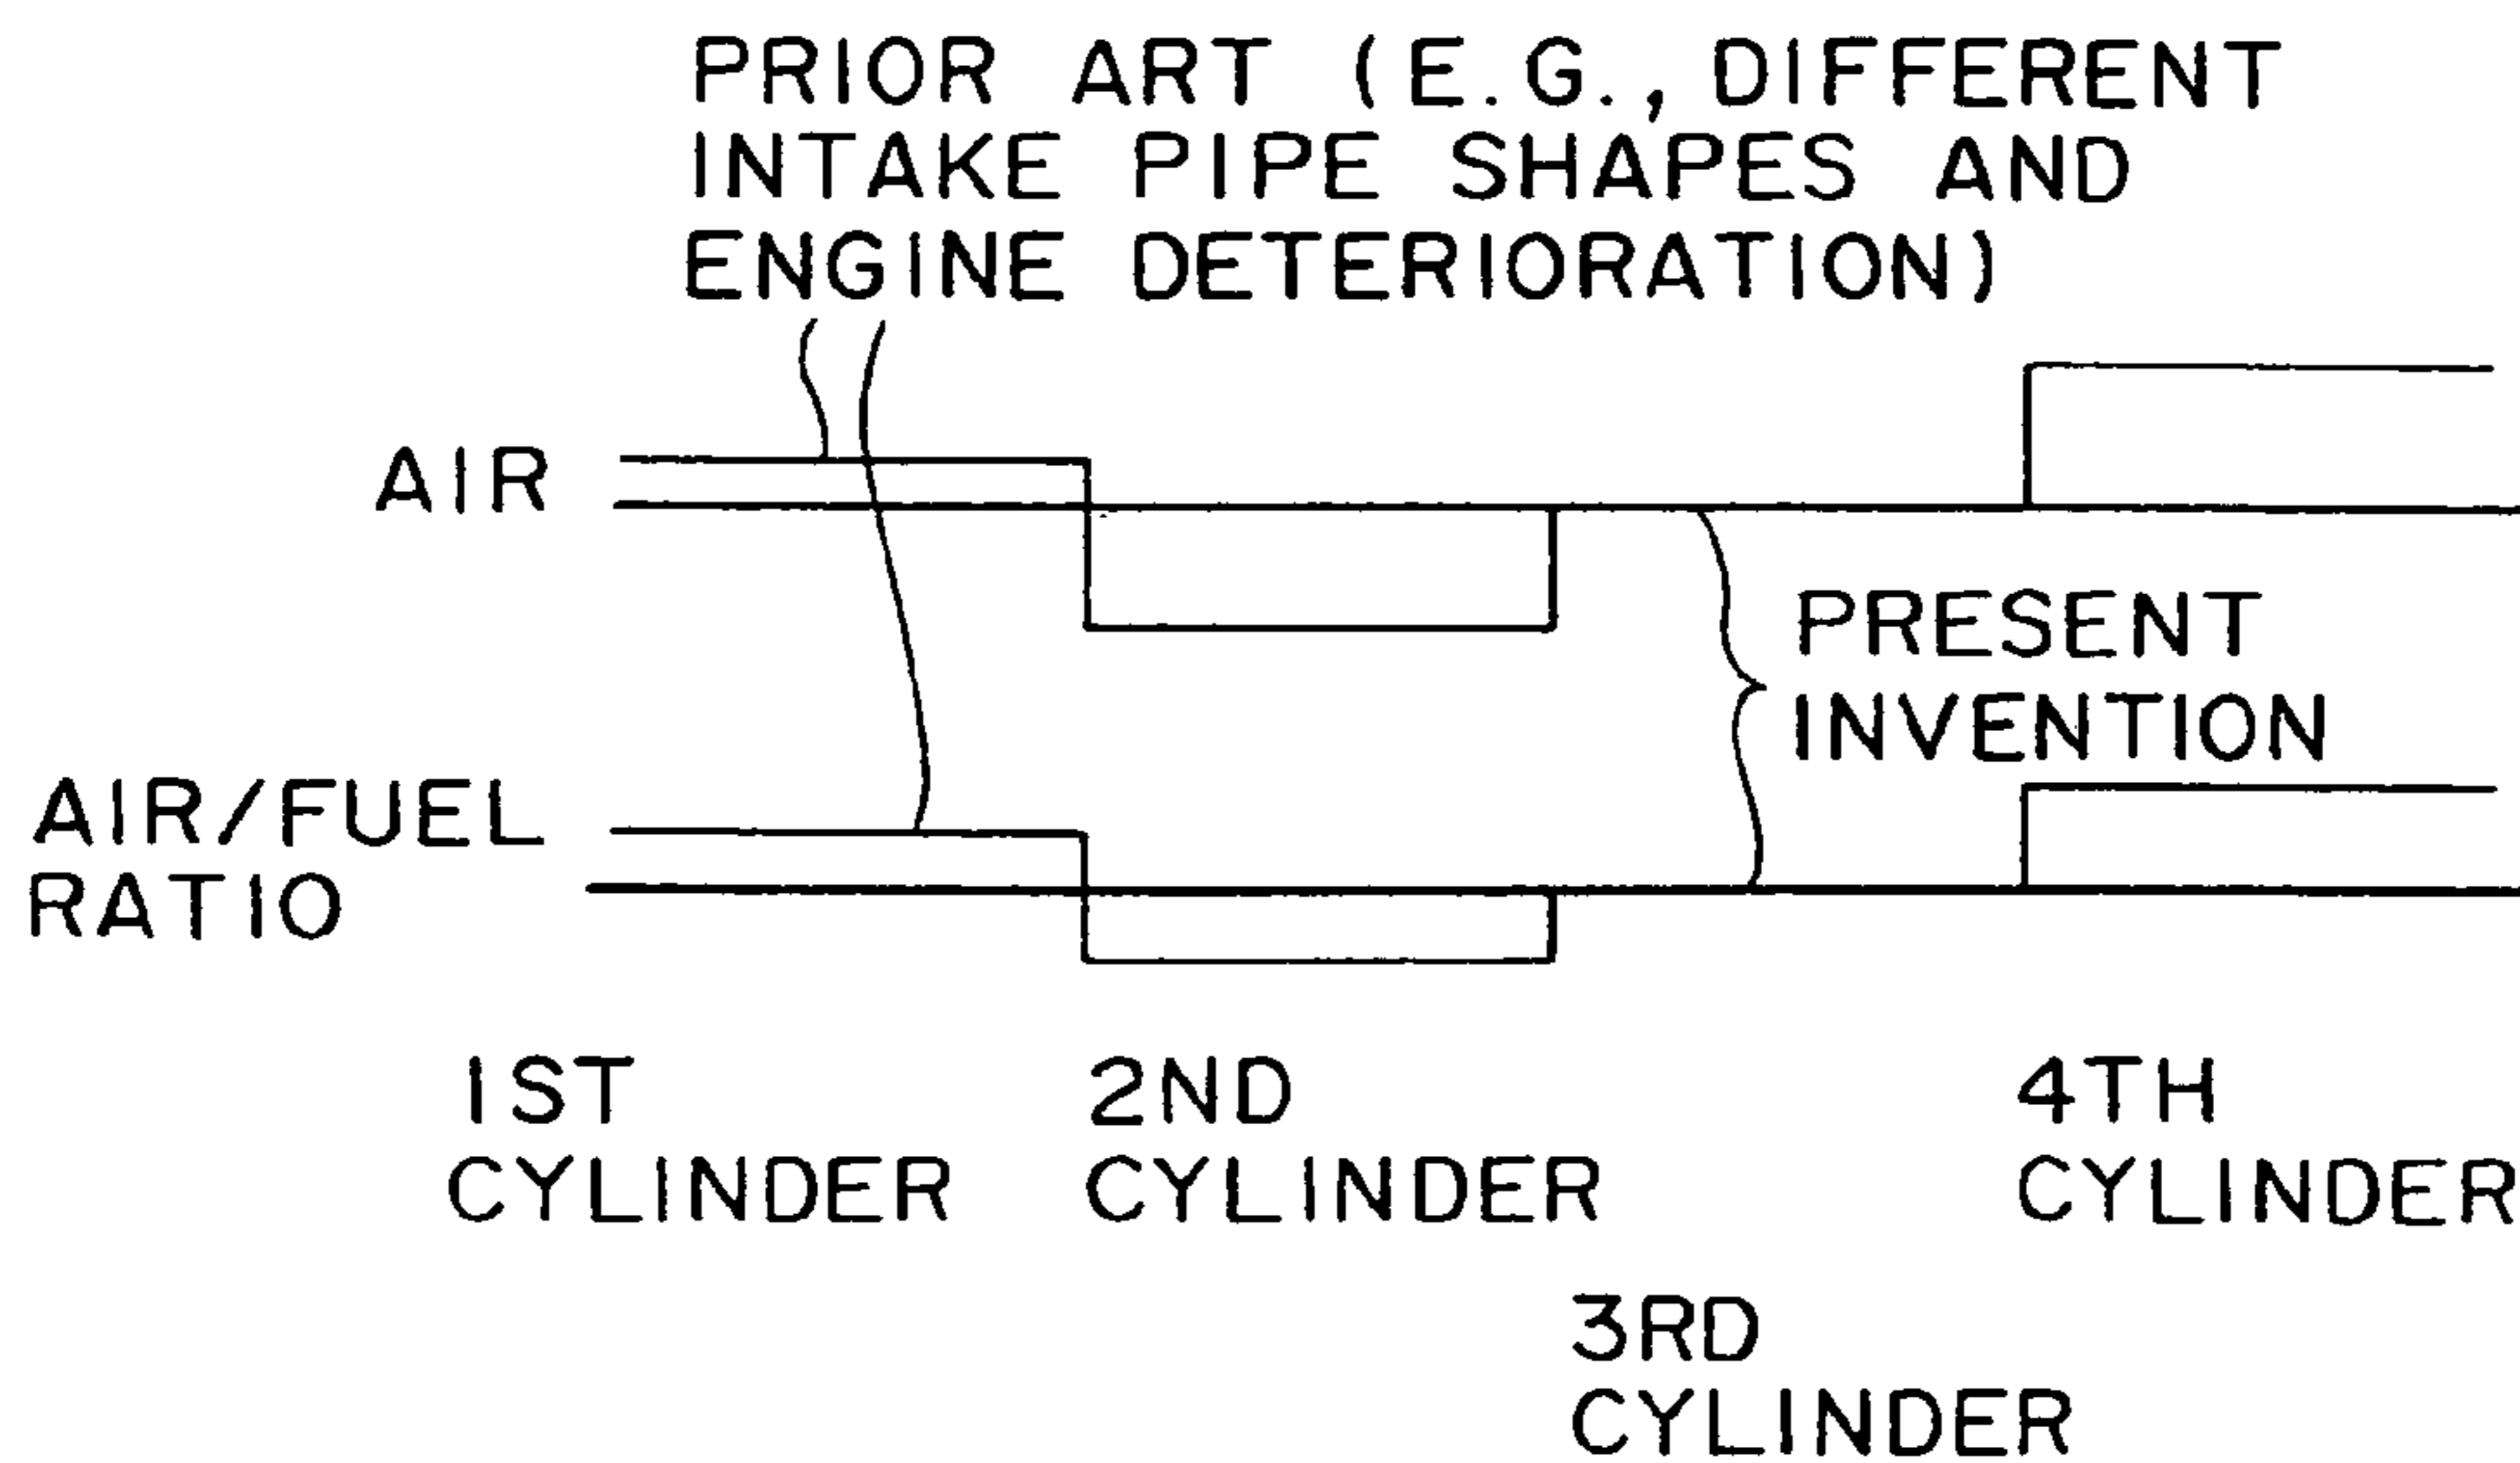 PRIOR ART (E.G., DIFFERENT
INTAKE PIPE SHAPES AND
ENGINE DETERIORATION)
AIR
PRESENT
INVENTION
AIR/FUEL
RATIO
1ST
CYLINDER
2ND
CYLINDER
3RD
CYLINDER
4TH
CYLINDER